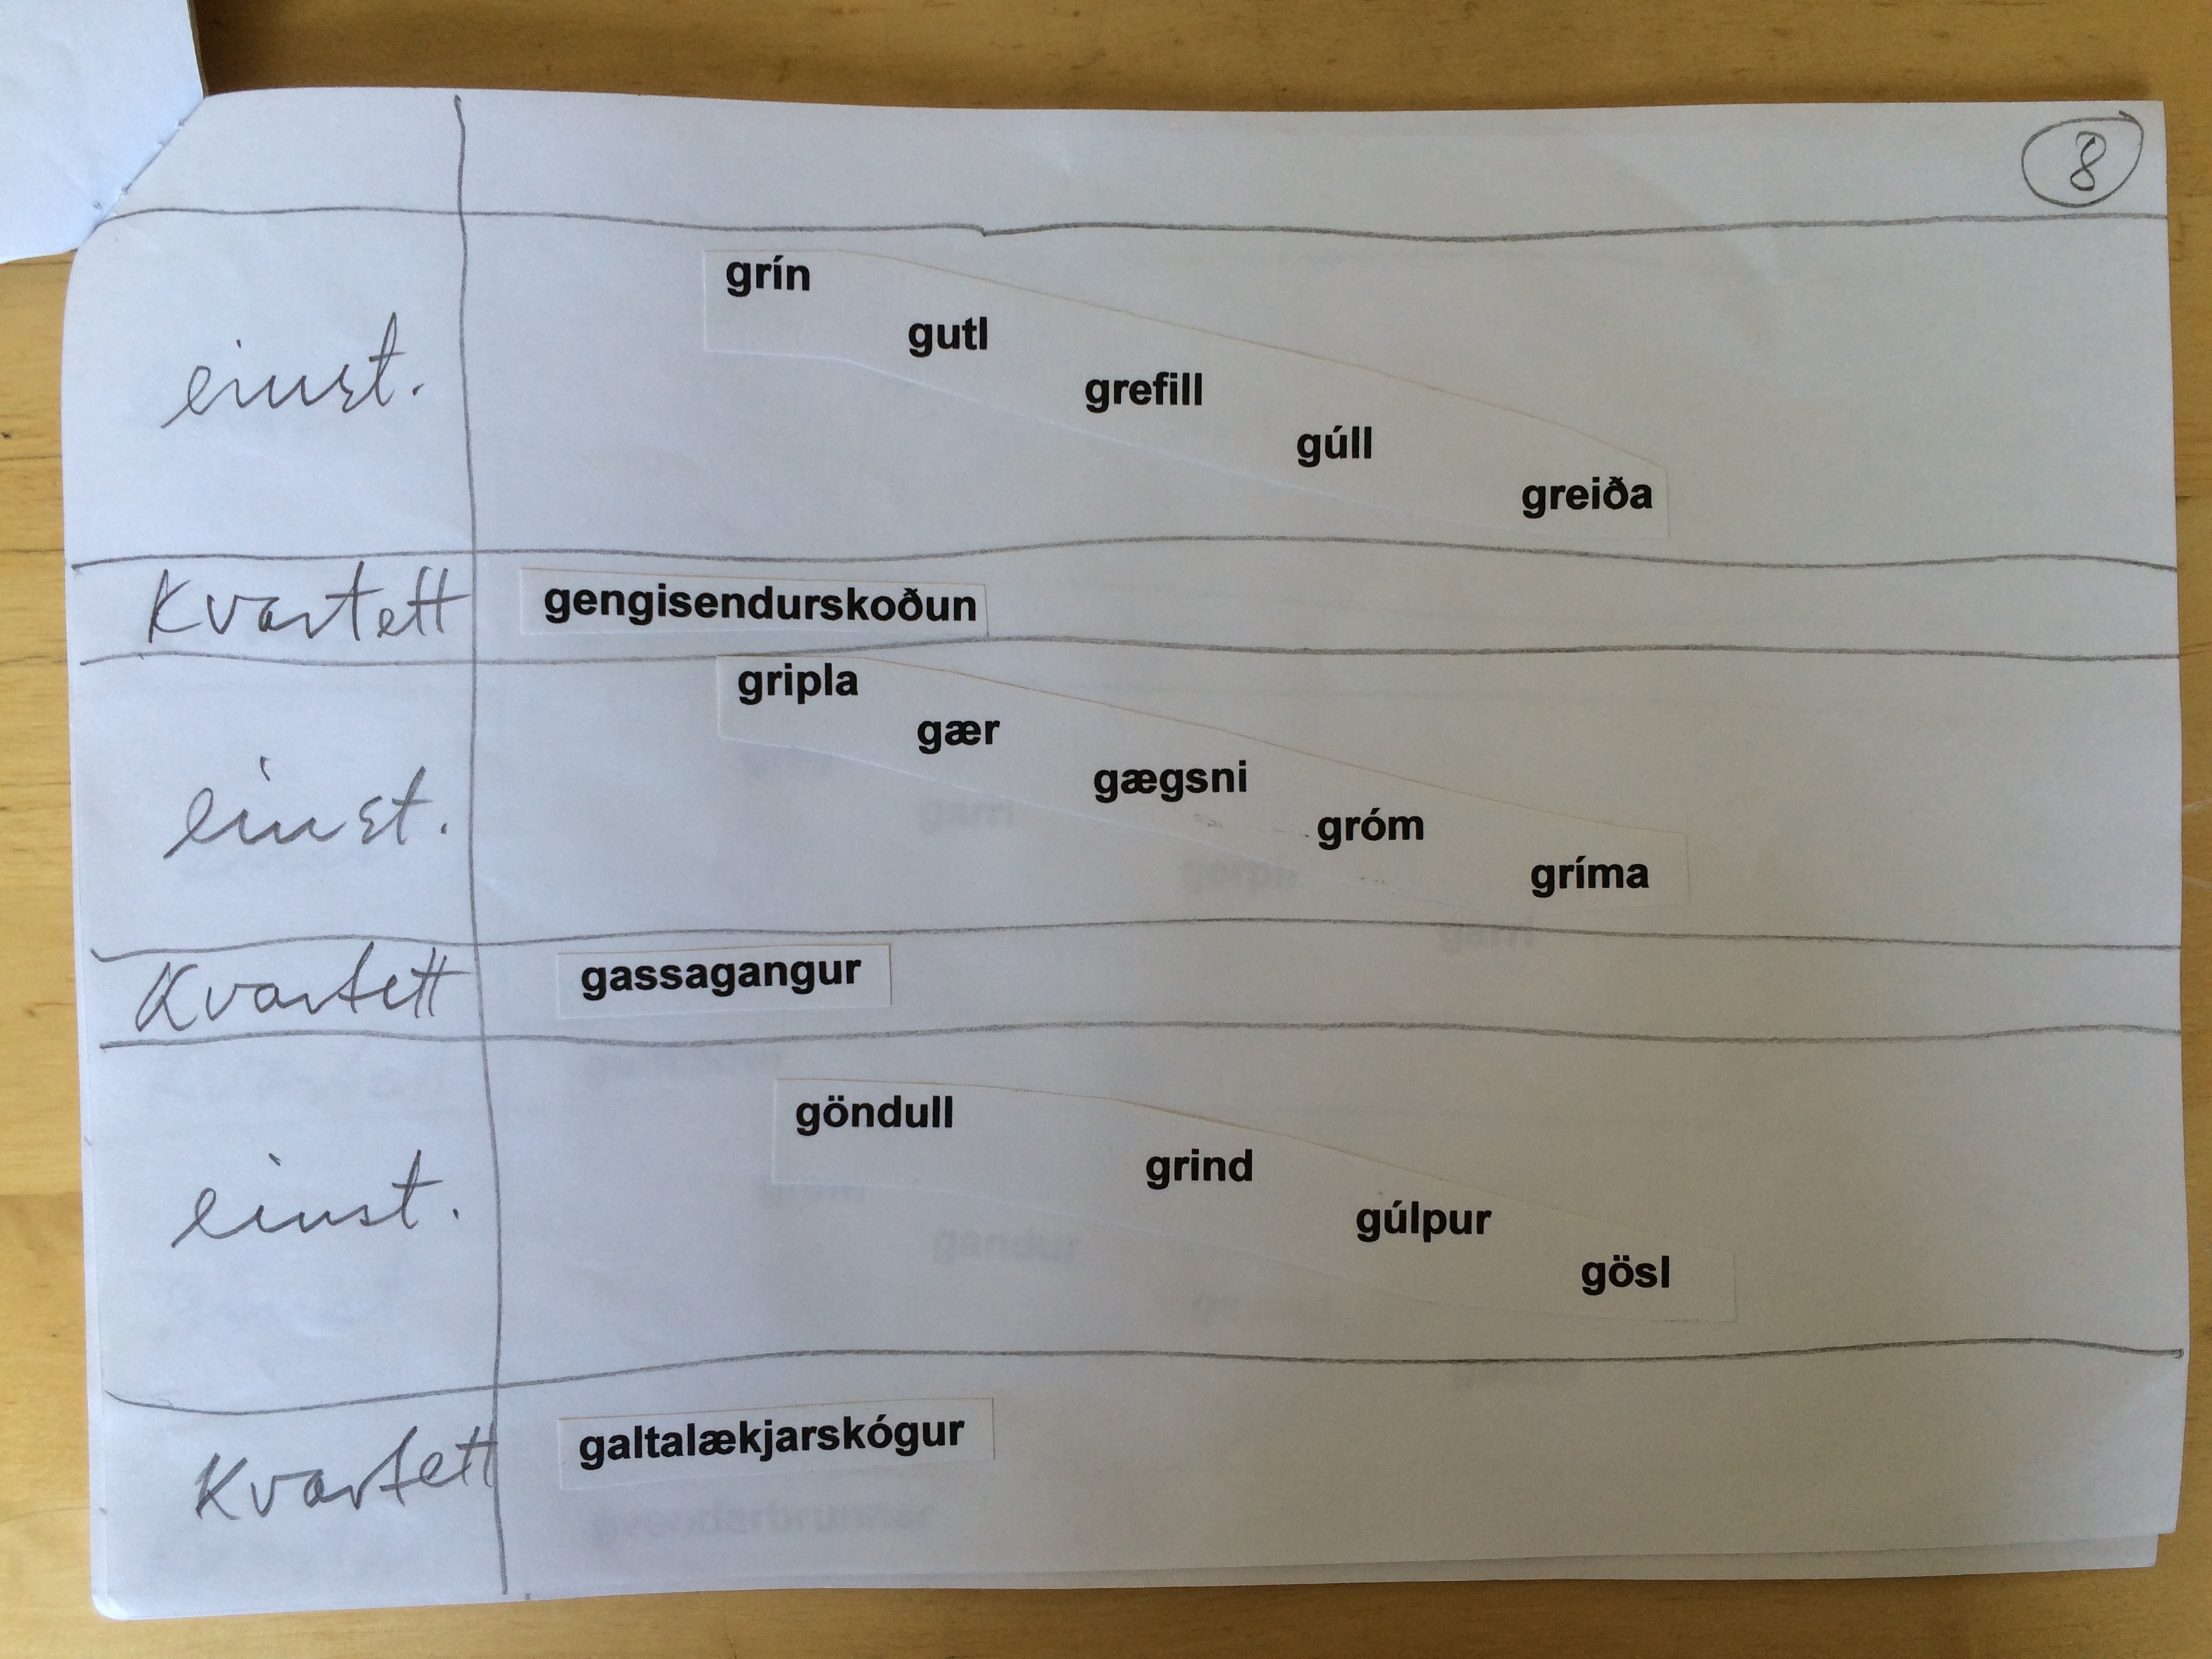 8
einst.
grín
gutl
grefill
gúll
greiða
Kvartett gengisendurskoðun
einst.
gripla
gær
gægsni
gróm
gríma
Kvartett gassagangur
einst.
göndull
grind
gúlpur
gösl
Kvartett galtalækjarskógur